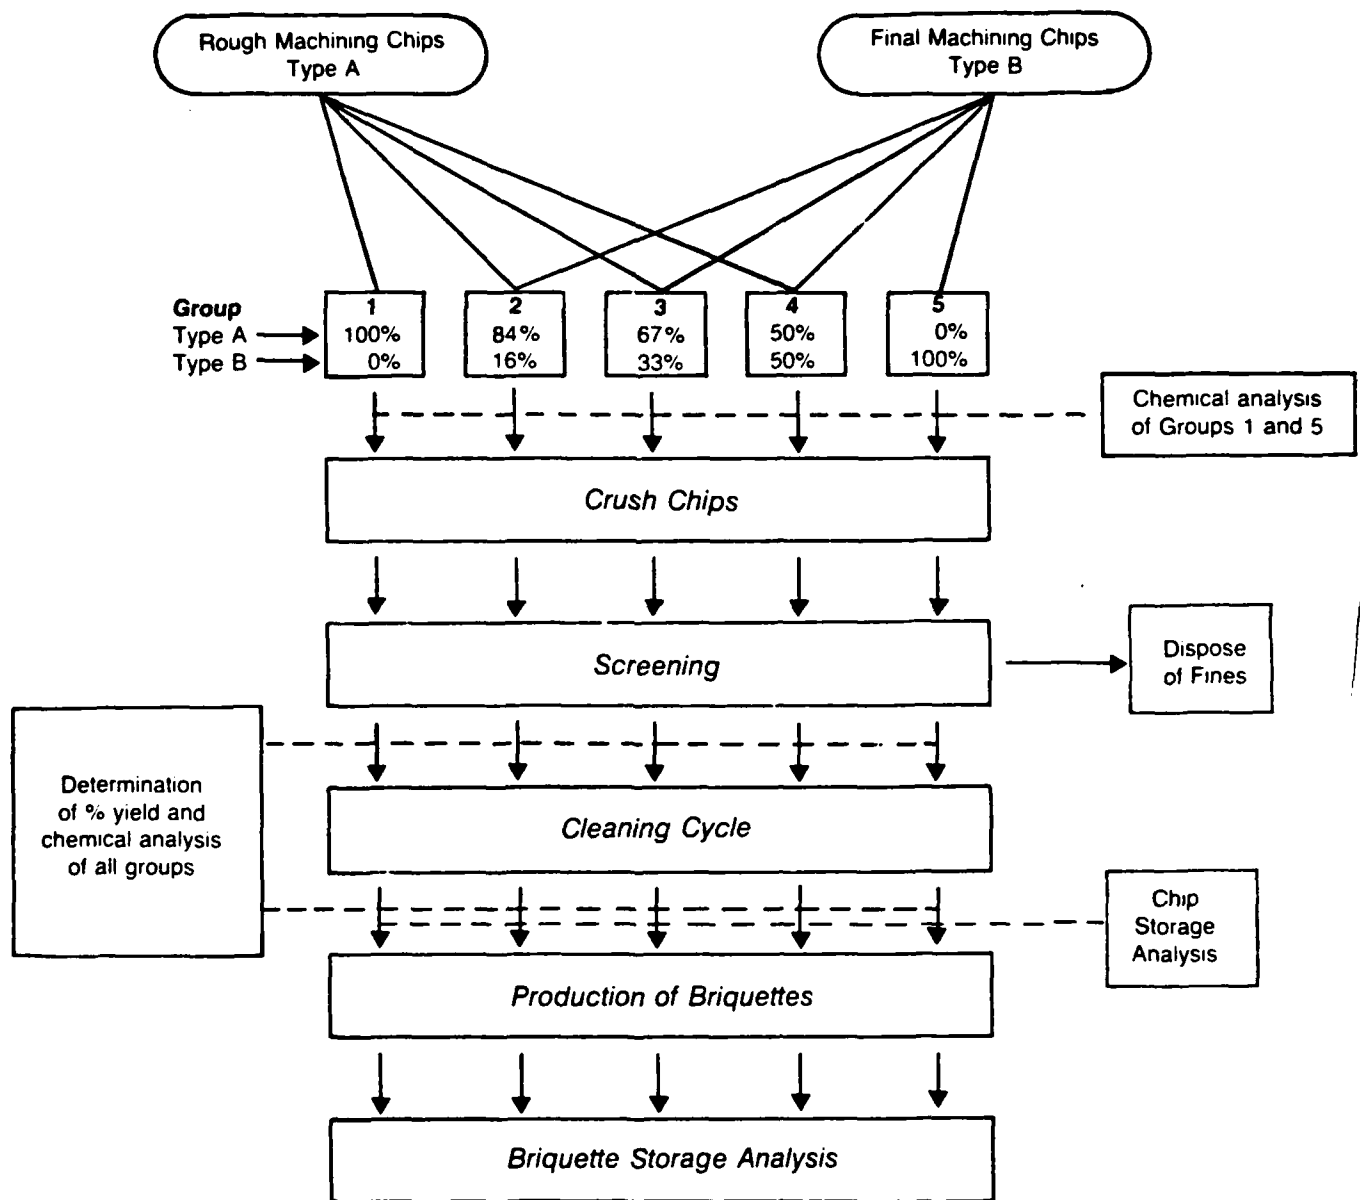 Rough Machining Chips
Type A
Final Machining Chips
Type B
Group
Type A
Type B
1
100%
0%
2
84%
16%
3
67%
33%
4
50%
50%
5
0%
100%
Chemical analysis
of Groups 1 and 5
Crush Chips
Screening
Dispose
of Fines
Determination
of % yield and
chemical analysis
of all groups
Cleaning Cycle
Chip
Storage
Analysis
Production of Briquettes
Briquette Storage Analysis